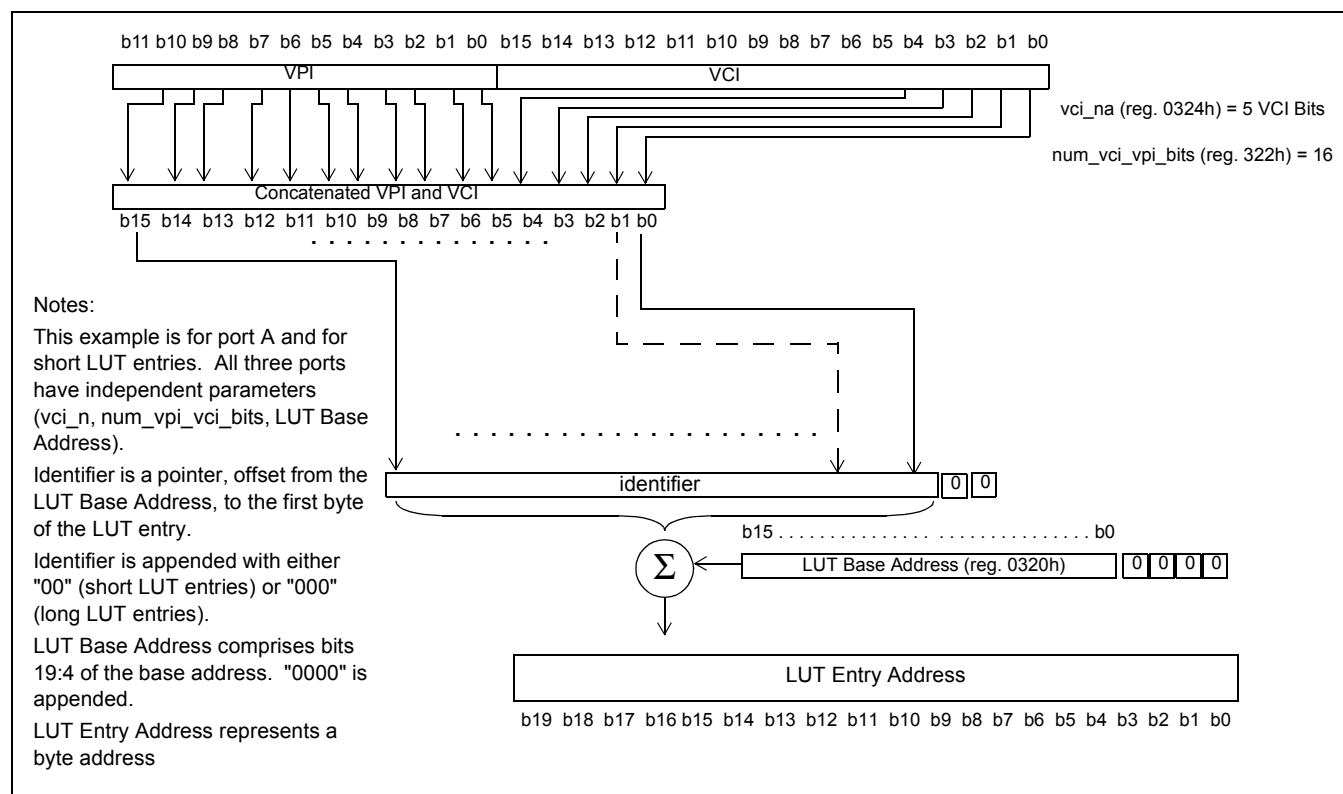 b11 b10 b9 b8 b7 b6 b5 b4 b3 b2 b1 b0 b15 b14 b13 b12 b11 b10 b9 b8 b7 b6 b5 b4 b3 b2 b1 b0
VPI VCI
vci_na (reg. 0324h) = 5 VCI Bits
num_vci_vpi_bits (reg. 322h) = 16
Concatenated VPI and VCI
b15 b14 b13 b12 b11 b10 b9 b8 b7 b6 b5 b4 b3 b2 b1 b0
Notes:
This example is for port A and for
short LUT entries. All three ports
have independent parameters
(vci_n, num_vpi_vci_bits, LUT Base
Address).
Identifier is a pointer, offset from the
LUT Base Address, to the first byte
of the LUT entry.
Identifier is appended with either
"00" (short LUT entries) or "000"
(long LUT entries).
LUT Base Address comprises bits
19:4 of the base address. "0000" is
appended.
LUT Entry Address represents a
byte address
identifier 0 0
b15 . . . . . . . . . . . . . . . . . . . . . . . . . . . . . . b0
Σ
LUT Base Address (reg. 0320h) 0 0 0 0
LUT Entry Address
b19 b18 b17 b16 b15 b14 b13 b12 b11 b10 b9 b8 b7 b6 b5 b4 b3 b2 b1 b0